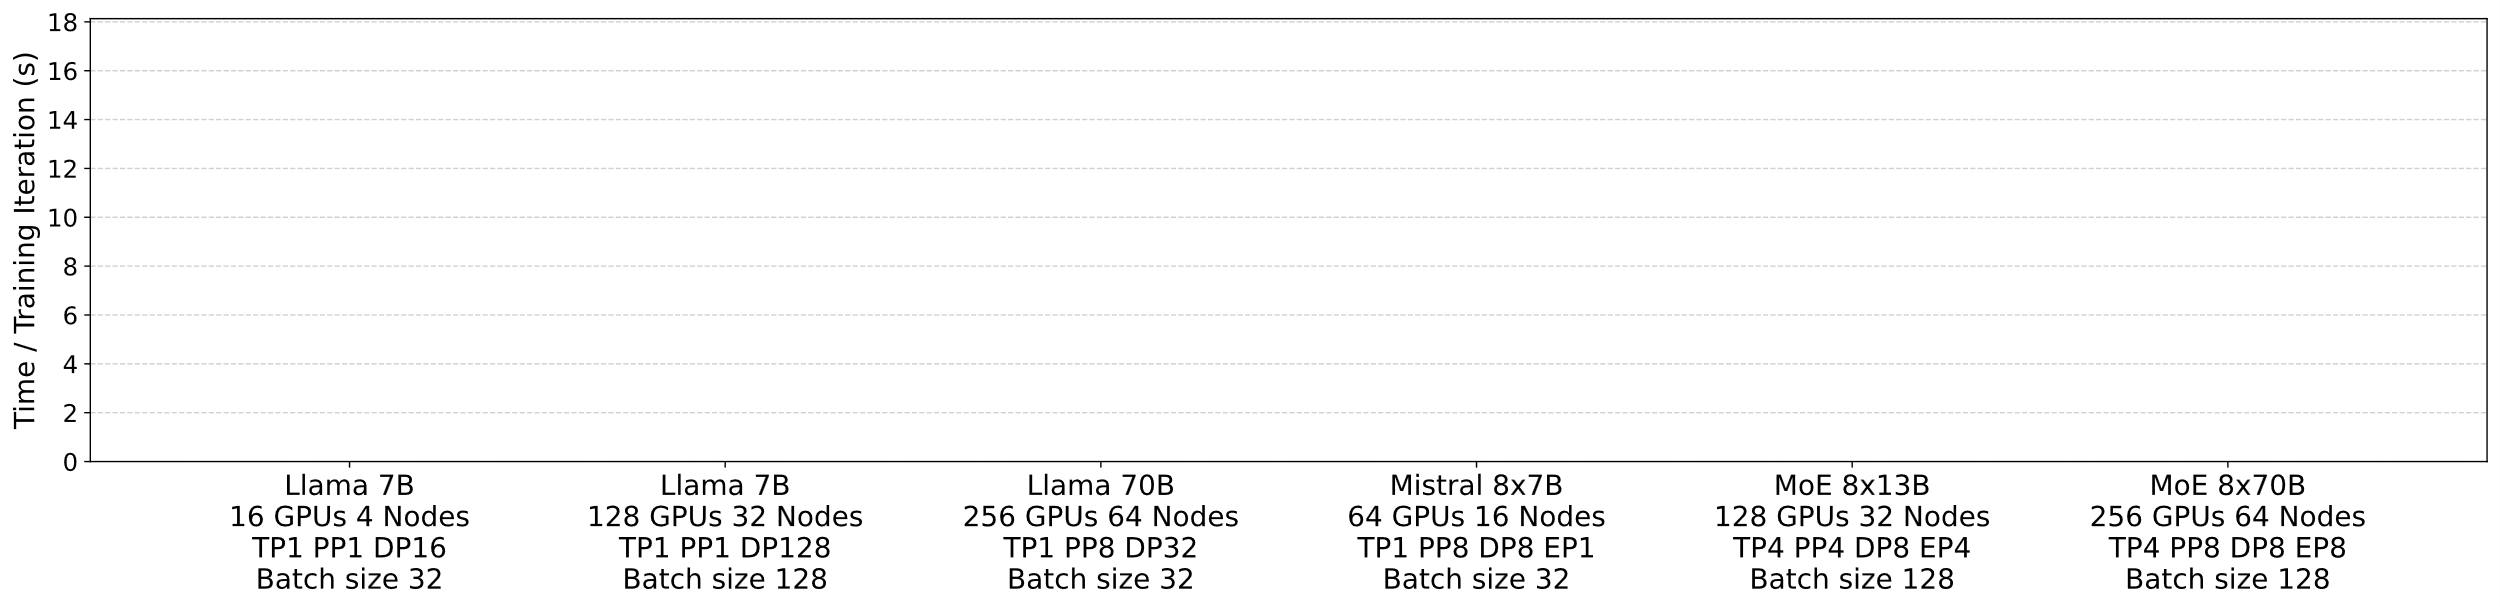 Time / Training Iteration (s)
18
16
14
12
10
8
6
4
2
0
Llama 7B
16 GPUs 4 Nodes
TP1 PP1 DP16
Batch size 32
Llama 7B
128 GPUs 32 Nodes
TP1 PP1 DP128
Batch size 128
Llama 70B
256 GPUs 64 Nodes
TP1 PP8 DP32
Batch size 32
Mistral 8x7B
64 GPUs 16 Nodes
TP1 PP8 DP8 EP1
Batch size 32
MoE 8x13B
128 GPUs 32 Nodes
TP4 PP4 DP8 EP4
Batch size 128
MoE 8x70B
256 GPUs 64 Nodes
TP4 PP8 DP8 EP8
Batch size 128